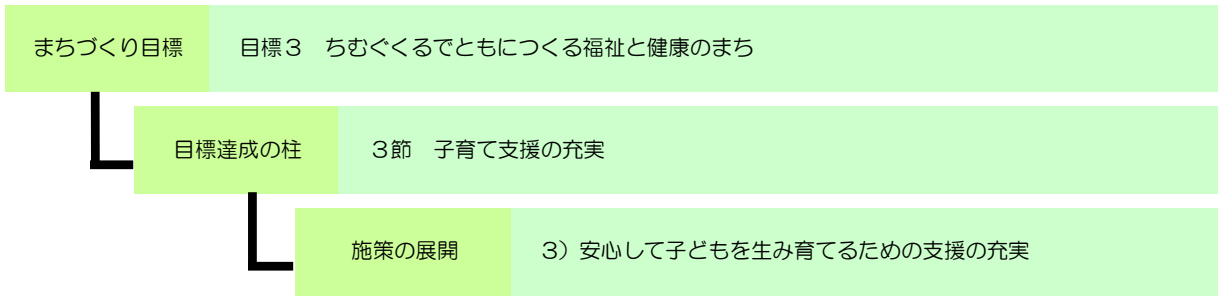 まちづくり目標　目標３　ちむぐくるでともにつくる福祉と健康のまち
目標達成の柱　３節　子育て支援の充実
施策の展開　３）安心して子どもを生み育てるための支援の充実